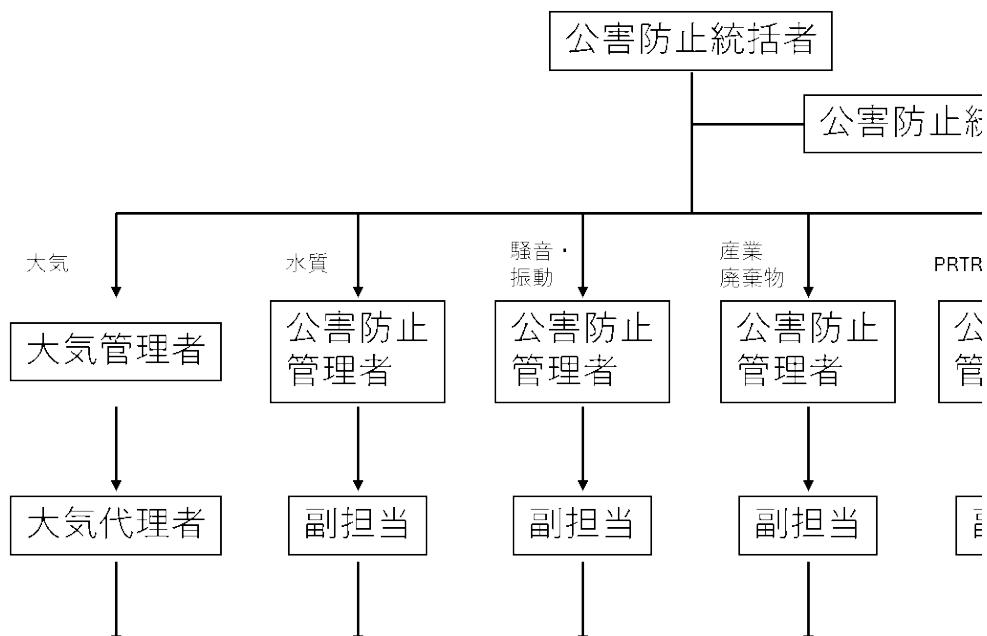 公害防止統括者
公害防止統
大気
水質
騒音・
振動
産業
廃棄物
PRTR
大気管理者
公害防止
管理者
公害防止
管理者
公害防止
管理者
公
管
大気代理者
副担当
副担当
副担当
副